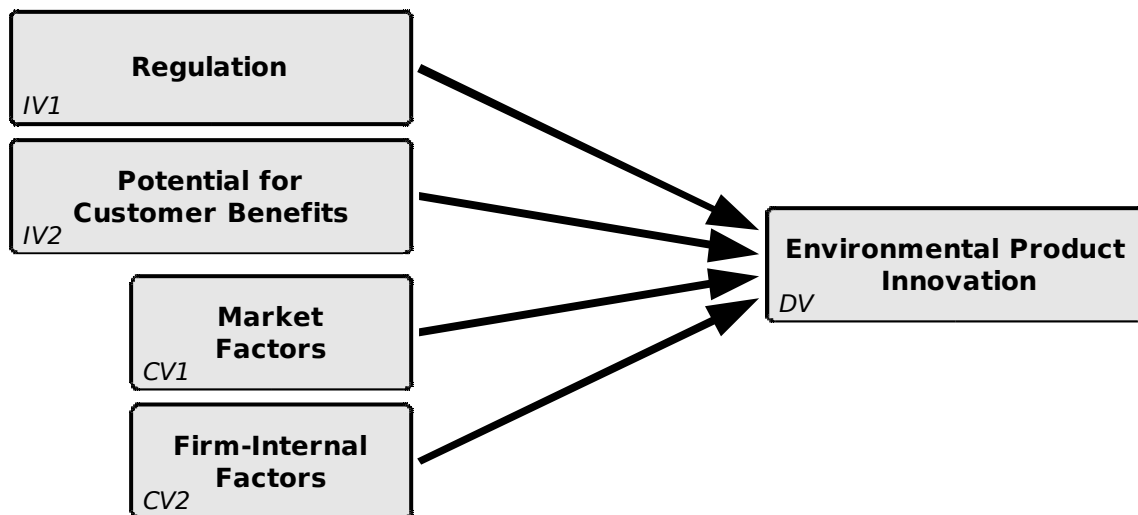 Regulation
IV1
Potential for
Customer Benefits
IV2
Market
Factors
CV1
Firm-Internal
Factors
CV2
Environmental Product
Innovation
DV